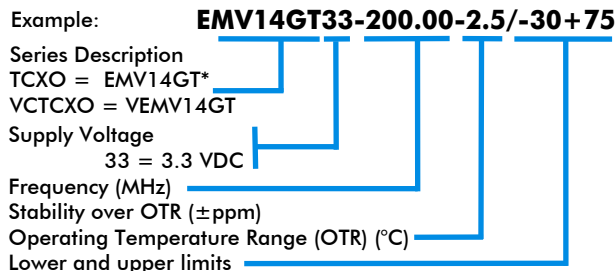 Example: EMV14GT33-200.00-2.5/-30+75
Series Description
TCXO = EMV14GT*
VCTCXO = VEMV14GT
Supply Voltage
33 = 3.3 VDC
Frequency (MHz)
Stability over OTR (±ppm)
Operating Temperature Range (OTR) (°C)
Lower and upper limits